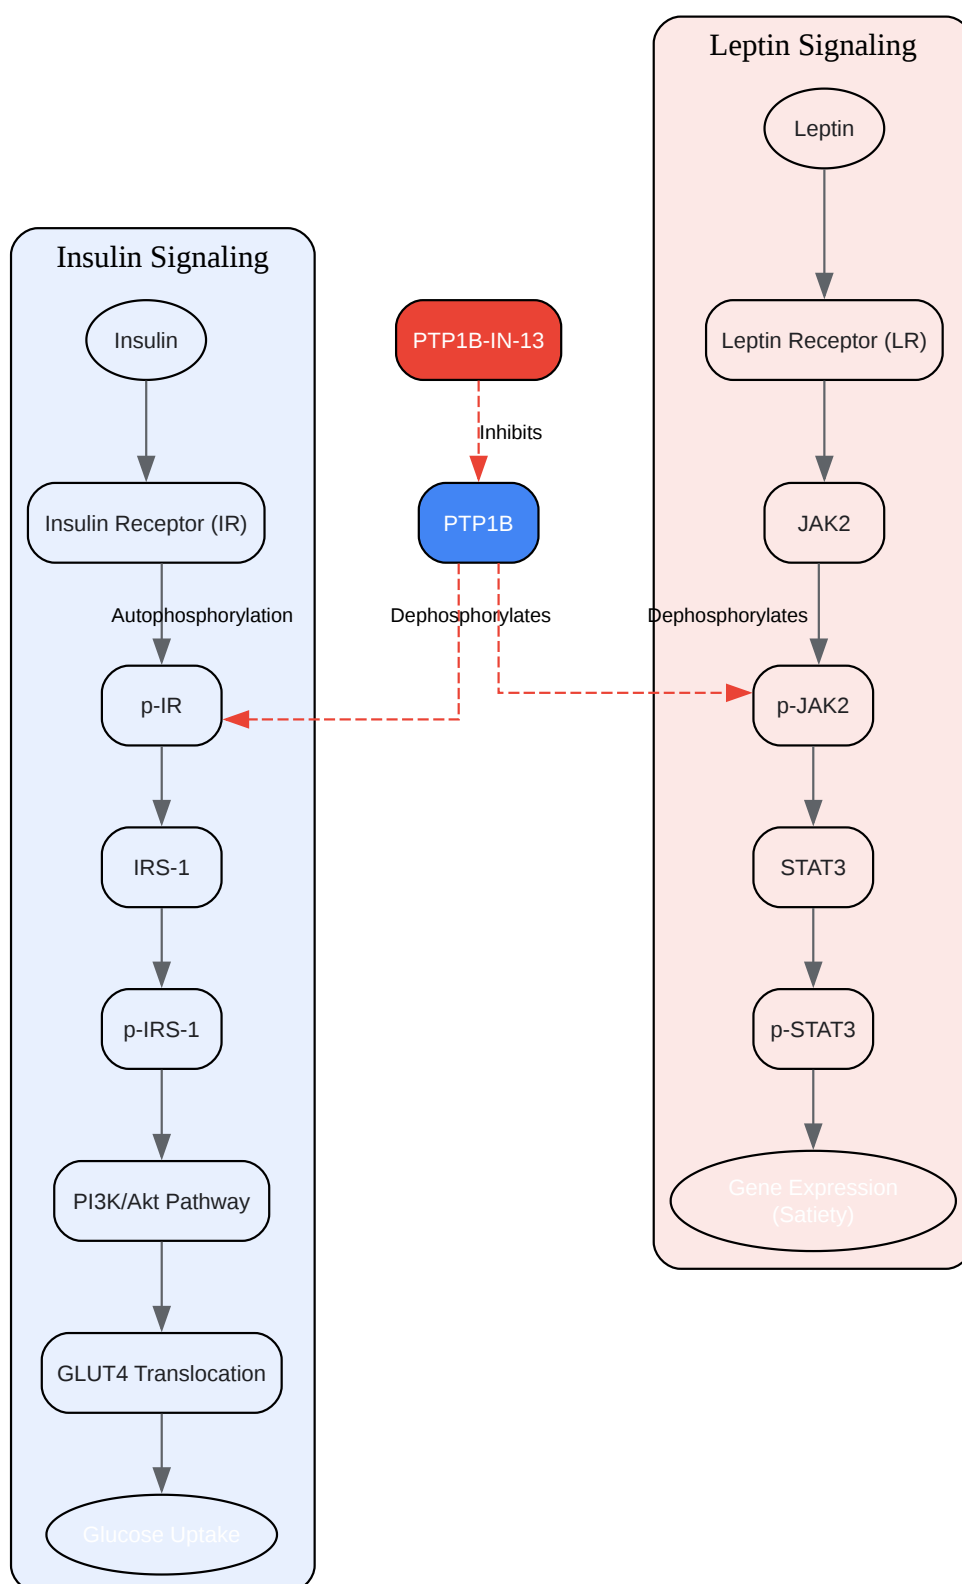 Leptin Signaling
Leptin
Insulin Signaling
Insulin
PTP1B-IN-13
Leptin Receptor (LR)
Inhibits
Insulin Receptor (IR)
PTP1B
JAK2
Autophosphorylation
Dephosphorylates
Dephosphorylates
p-IR
p-JAK2
IRS-1
STAT3
p-IRS-1
p-STAT3
PI3K/Akt Pathway
Gene Expression
(Satiety)
GLUT4 Translocation
Glucose Uptake